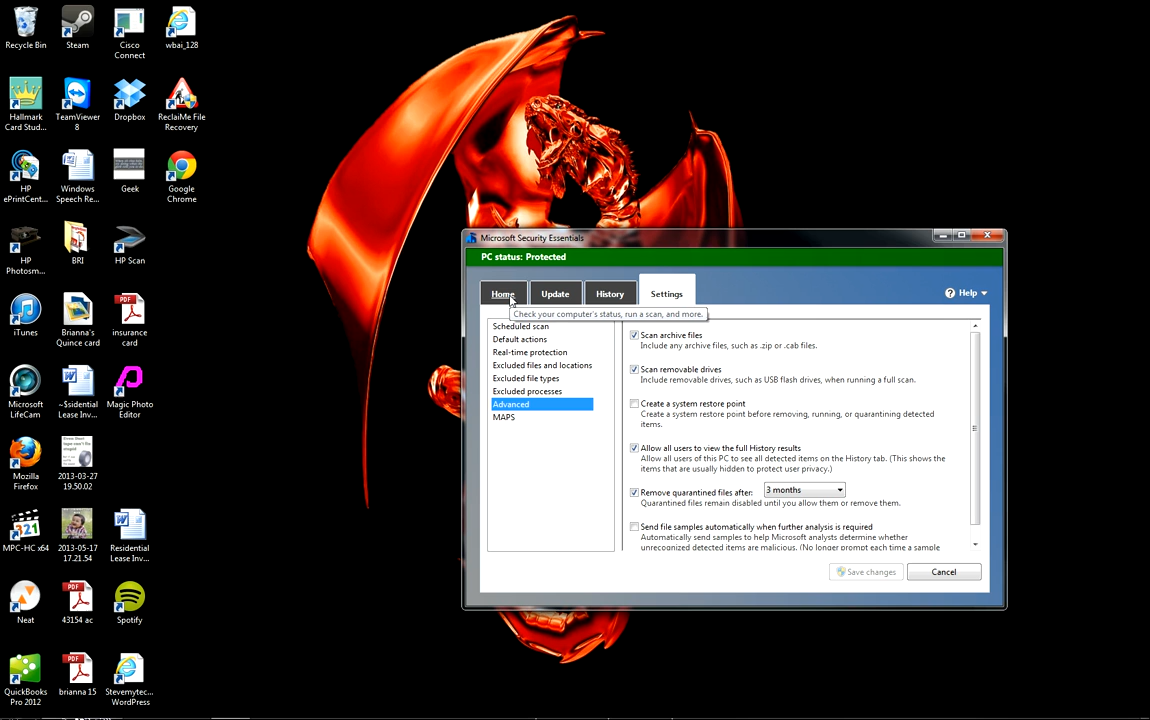 Recycle Bin
Steam
Cisco
Connect
wbai_128
Hallmark
Card Stud...
TeamViewer
8
Dropbox
ReclaiMe File
Recovery
HP
ePrintCent...
Windows
Speech Re...
Geek
Google
Chrome
HP
Photosm...
BRI
HP Scan
iTunes
Brianna's
Quince card
insurance
card
Microsoft
LifeCam
~$sidential
Lease Inv...
Magic Photo
Editor
Mozilla
Firefox
2013-03-27
19.50.02
MPC-HC x64
2013-05-17
17.21.54
Residential
Lease Inv...
Neat
43154 ac
Spotify
QuickBooks
Pro 2012
brianna 15
Stevemytec...
WordPress
Microsoft Security Essentials
PC status: Protected
Home
Update
History
Settings
Help
Check your computer's status, run a scan, and more.
Scheduled scan
Default actions
Real-time protection
Excluded files and locations
Excluded file types
Excluded processes
Advanced
MAPS
Scan archive files
Include any archive files, such as .zip or .cab files.
Scan removable drives
Include removable drives, such as USB flash drives, when running a full scan.
Create a system restore point
Create a system restore point before removing, running, or quarantining detected
items.
Allow all users to view the full History results
Allow all users of this PC to see all detected items on the History tab. (This shows the
items that are usually hidden to protect user privacy.)
Remove quarantined files after: 3 months
Quarantined files remain disabled until you allow them or remove them.
Send file samples automatically when further analysis is required
Automatically send samples to help Microsoft analysts determine whether
unrecognized detected items are malicious. (No longer prompt each time a sample
Save changes
Cancel